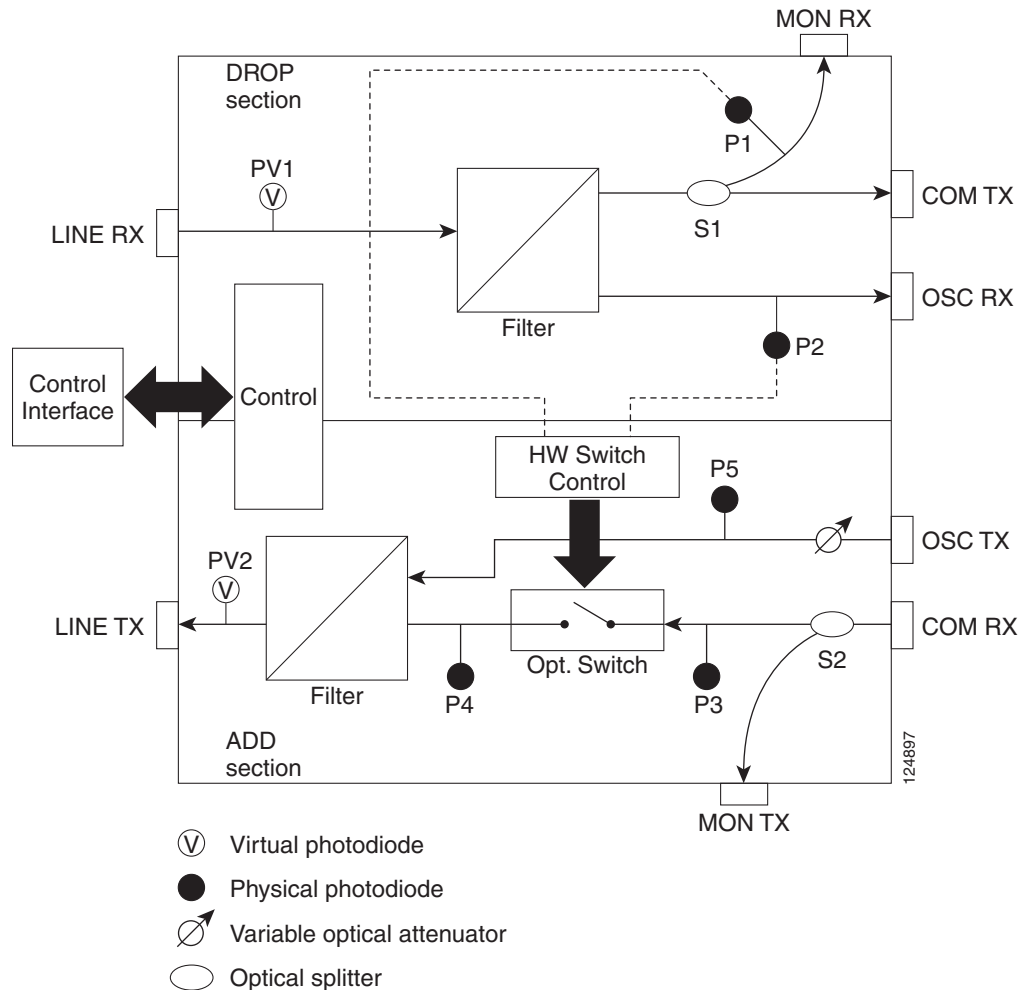 MON RX
DROP
section
P1
PV1
V
COM TX
LINE RX
S1
OSC RX
Filter
P2
Control
Interface
Control
HW Switch
Control
P5
OSC TX
PV2
V
LINE TX
COM RX
Opt. Switch
S2
Filter
P4
P3
ADD
section
124897
MON TX
V Virtual photodiode
Physical photodiode
Variable optical attenuator
Optical splitter